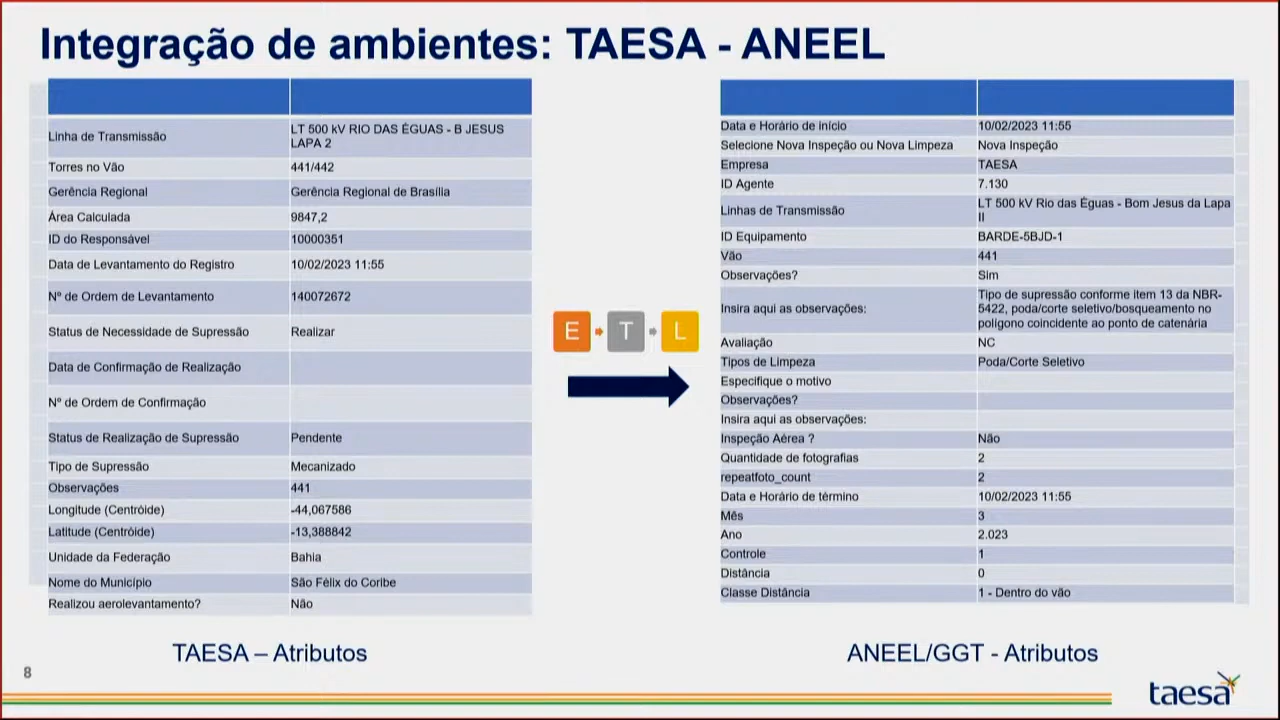 Integração de ambientes: TAESA - ANEEL
Linha de Transmissão
LT 500 kV RIO DAS ÉGUAS - B JESUS
LAPA 2
Torres no Vão
441/442
Gerência Regional
Gerência Regional de Brasília
Área Calculada
9847,2
ID do Responsável
10000351
Data de Levantamento do Registro
10/02/2023 11:55
Nº de Ordem de Levantamento
140072672
Status de Necessidade de Supressão
Realizar
Data de Confirmação de Realização
Nº de Ordem de Confirmação
Status de Realização de Supressão
Pendente
Tipo de Supressão
Mecanizado
Observações
441
Longitude (Centróide)
-44,067586
Latitude (Centróide)
-13,388842
Unidade da Federação
Bahia
Nome do Município
São Félix do Coribe
Realizou aerolevantamento?
Não
TAESA – Atributos
E T L
Data e Horário de início
10/02/2023 11:55
Selecione Nova Inspeção ou Nova Limpeza
Nova Inspeção
Empresa
TAESA
ID Agente
7.130
Linhas de Transmissão
LT 500 kV Rio das Éguas - Bom Jesus da Lapa
II
ID Equipamento
BARDE-5BJD-1
Vão
441
Observações?
Sim
Insira aqui as observações:
Tipo de supressão conforme item 13 da NBR-
5422, poda/corte seletivo/bosqueamento no
polígono coincidente ao ponto de catenária
Avaliação
NC
Tipos de Limpeza
Poda/Corte Seletivo
Especifique o motivo
Observações?
Insira aqui as observações:
Inspeção Aérea ?
Não
Quantidade de fotografias
2
repeatfoto_count
2
Data e Horário de término
10/02/2023 11:55
Mês
3
Ano
2.023
Controle
1
Distância
0
Classe Distância
1 - Dentro do vão
ANEEL/GGT - Atributos
8
taesa